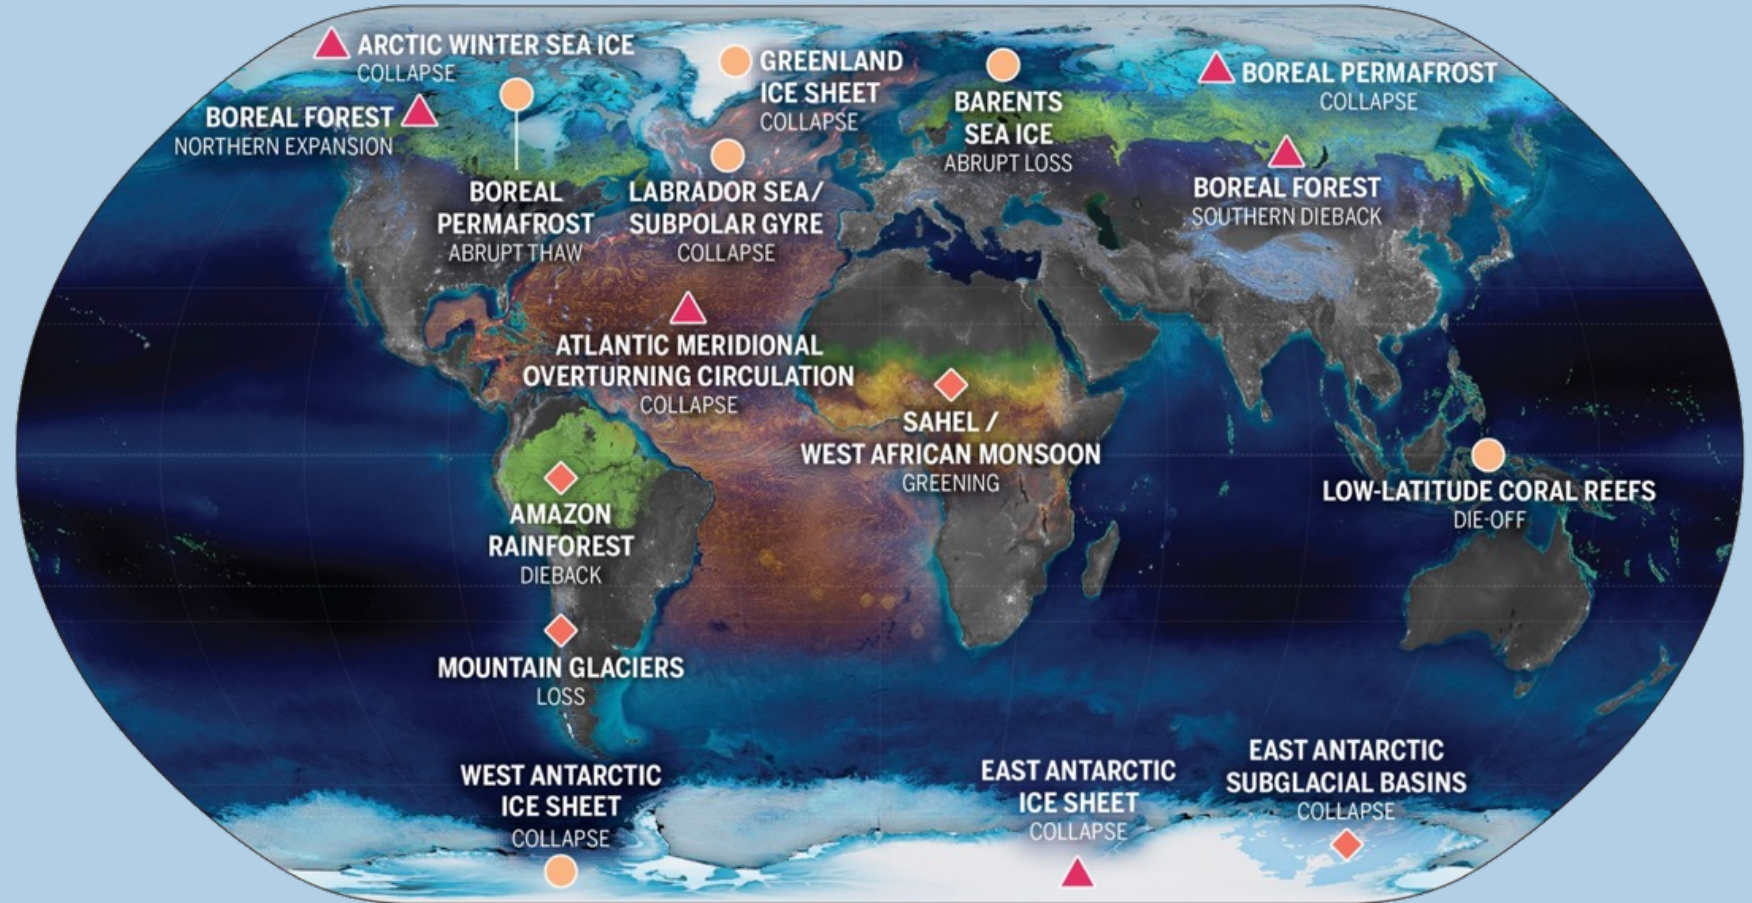 ARCTIC WINTER SEA ICE
COLLAPSE
BOREAL FOREST
NORTHERN EXPANSION
BOREAL
PERMAFROST
ABRUPT THAW
GREENLAND
ICE SHEET
COLLAPSE
LABRADOR SEA/
SUBPOLAR GYRE
COLLAPSE
BARENTS
SEA ICE
ABRUPT LOSS
BOREAL PERMAFROST
COLLAPSE
BOREAL FOREST
SOUTHERN DIEBACK
ATLANTIC MERIDIONAL
OVERTURNING CIRCULATION
COLLAPSE
SAHEL /
WEST AFRICAN MONSOON
GREENING
LOW-LATITUDE CORAL REEFS
DIE-OFF
AMAZON
RAINFOREST
DIEBACK
MOUNTAIN GLACIERS
LOSS
WEST ANTARCTIC
ICE SHEET
COLLAPSE
EAST ANTARCTIC
ICE SHEET
COLLAPSE
EAST ANTARCTIC
SUBGLACIAL BASINS
COLLAPSE